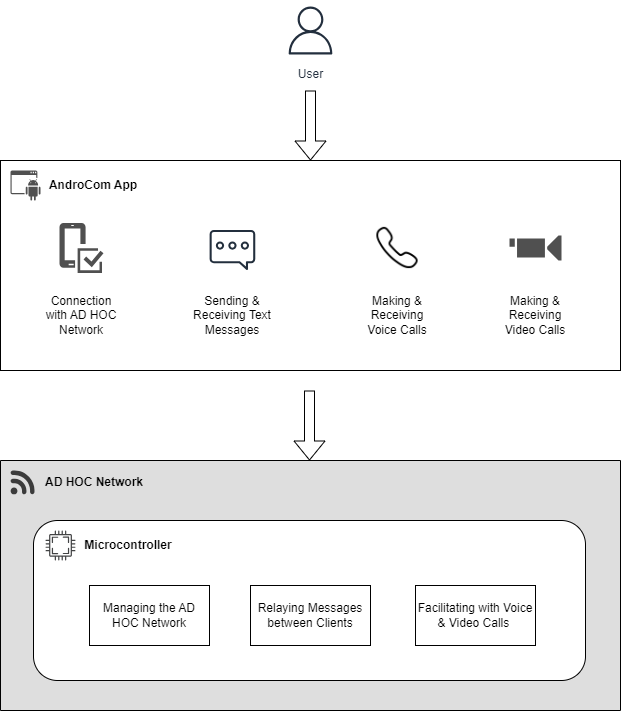 User
AndroCom App
Connection
with AD HOC
Network
Sending &
Receiving Text
Messages
Making &
Receiving
Voice Calls
Making &
Receiving
Video Calls
AD HOC Network
Microcontroller
Managing the AD
HOC Network
Relaying Messages
between Clients
Facilitating with Voice
& Video Calls